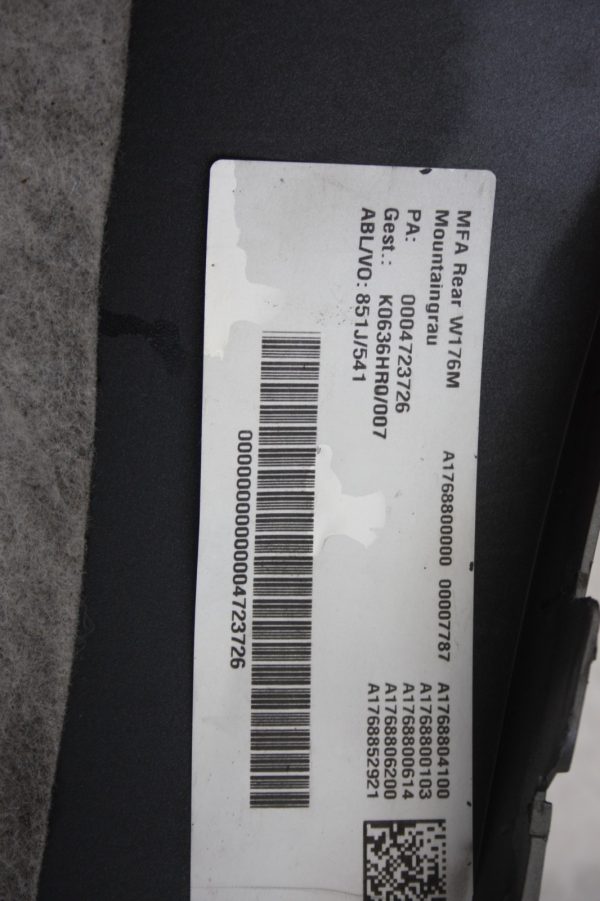 MFA Rear W176M
Mountaingrau
A1768800000 00007787
PA: 0004723726
Gest.: K0636HR0/007
ABL/VO: 851J/541
A1768804100
A1768800103
A1768800614
A1768806200
A1768852921
00000000000004723726